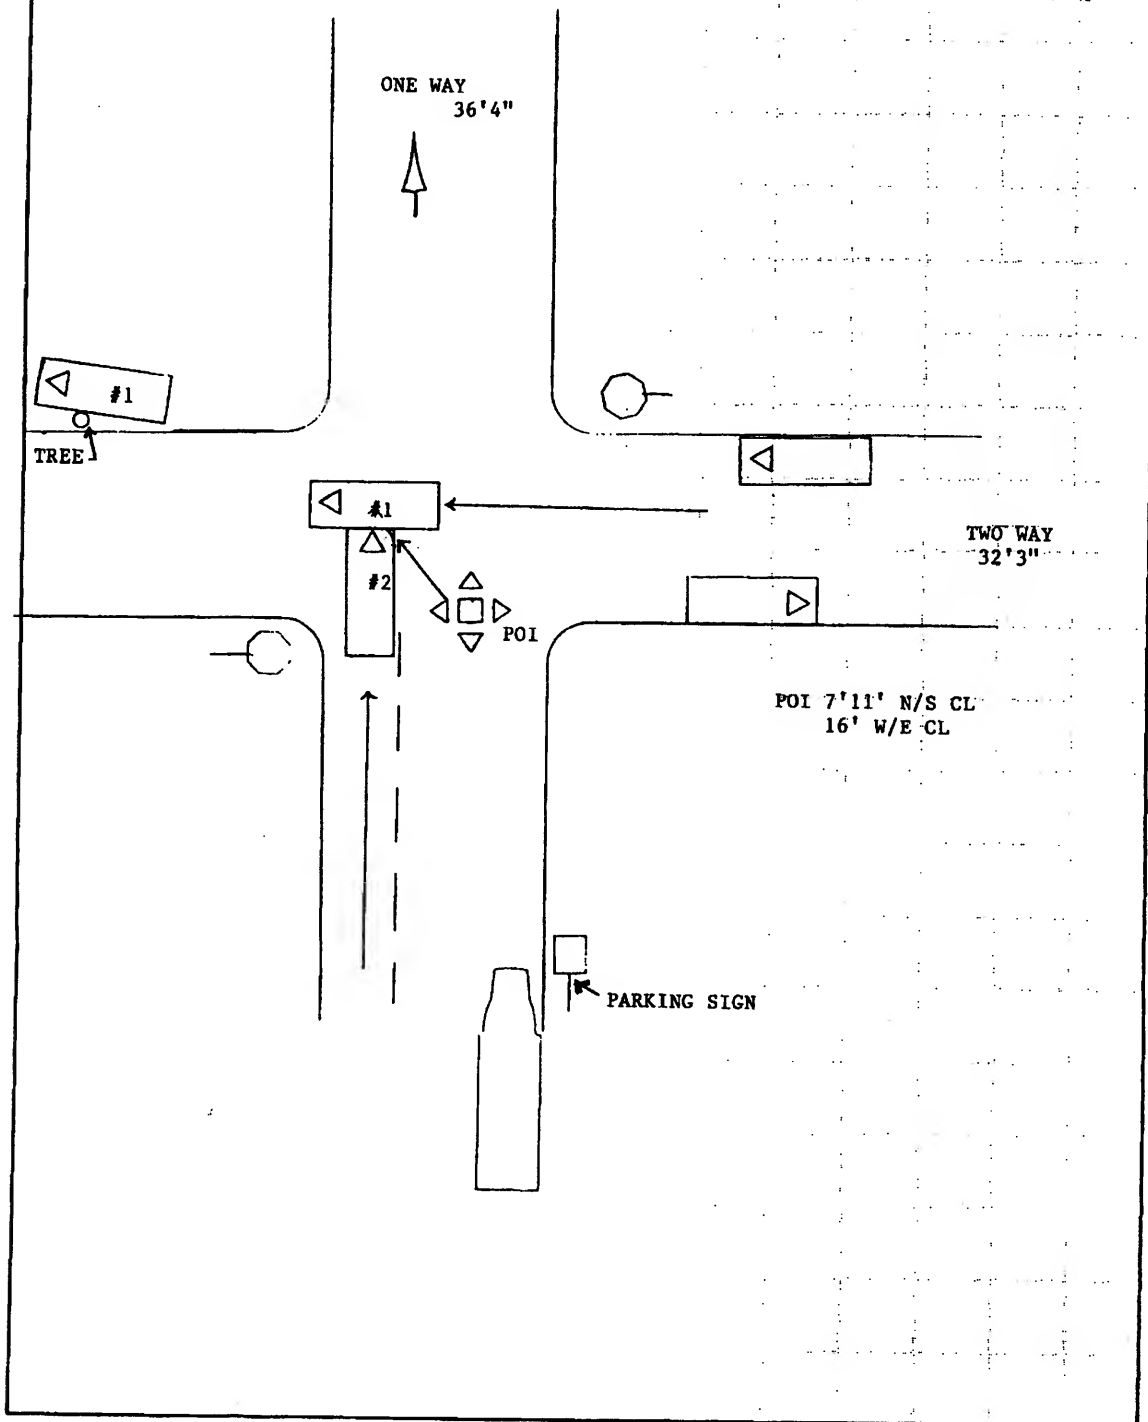 ONE WAY
36'4"
#1
TREE
#1
TWO WAY
32'3"
#2
POI
POI 7'11' N/S CL
16' W/E CL
PARKING SIGN